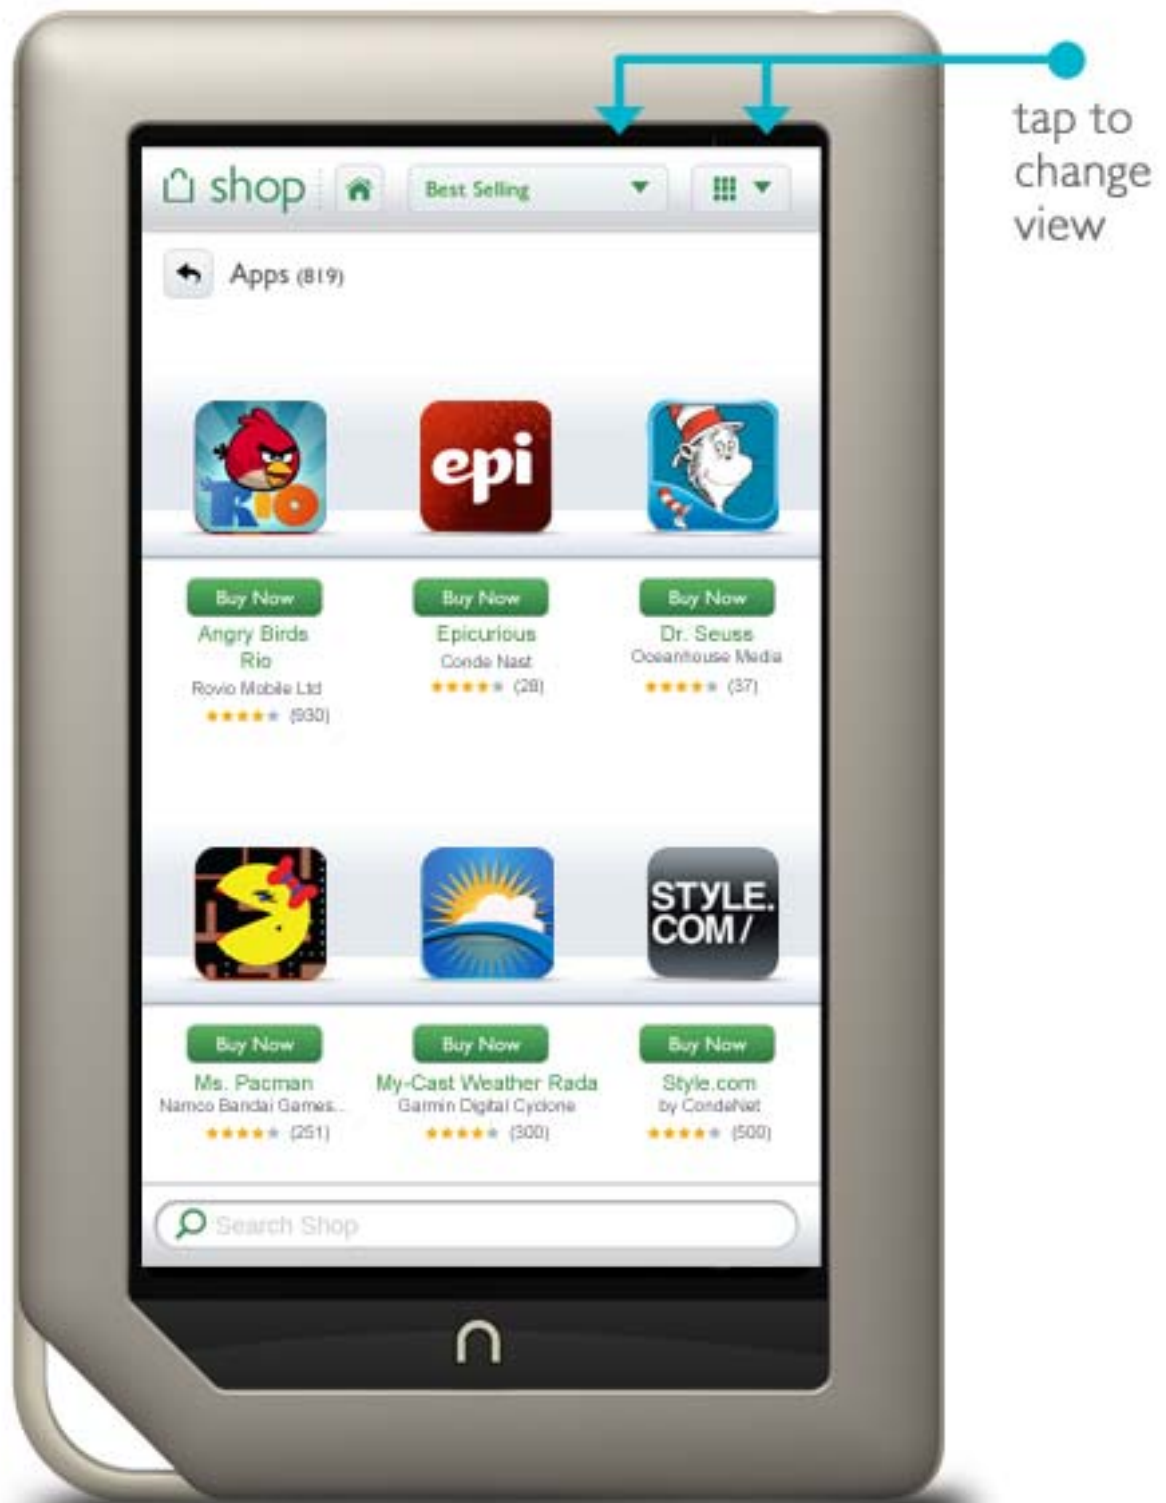 tap to
change
view
shop
Best Selling
Apps (819)
RIO
epi
Buy Now
Buy Now
Buy Now
Angry Birds
Rio
Rovio Mobile Ltd
(930)
Epicurious
Conde Nast
(28)
Dr. Seuss
Oceanhouse Media
(37)
STYLE.
COM/
Buy Now
Buy Now
Buy Now
Ms. Pacman
Namco Bandai Games..
(251)
My-Cast Weather Rada
Garmin Digital Cyclone
(300)
Style.com
by CondeNet
(500)
Search Shop
n